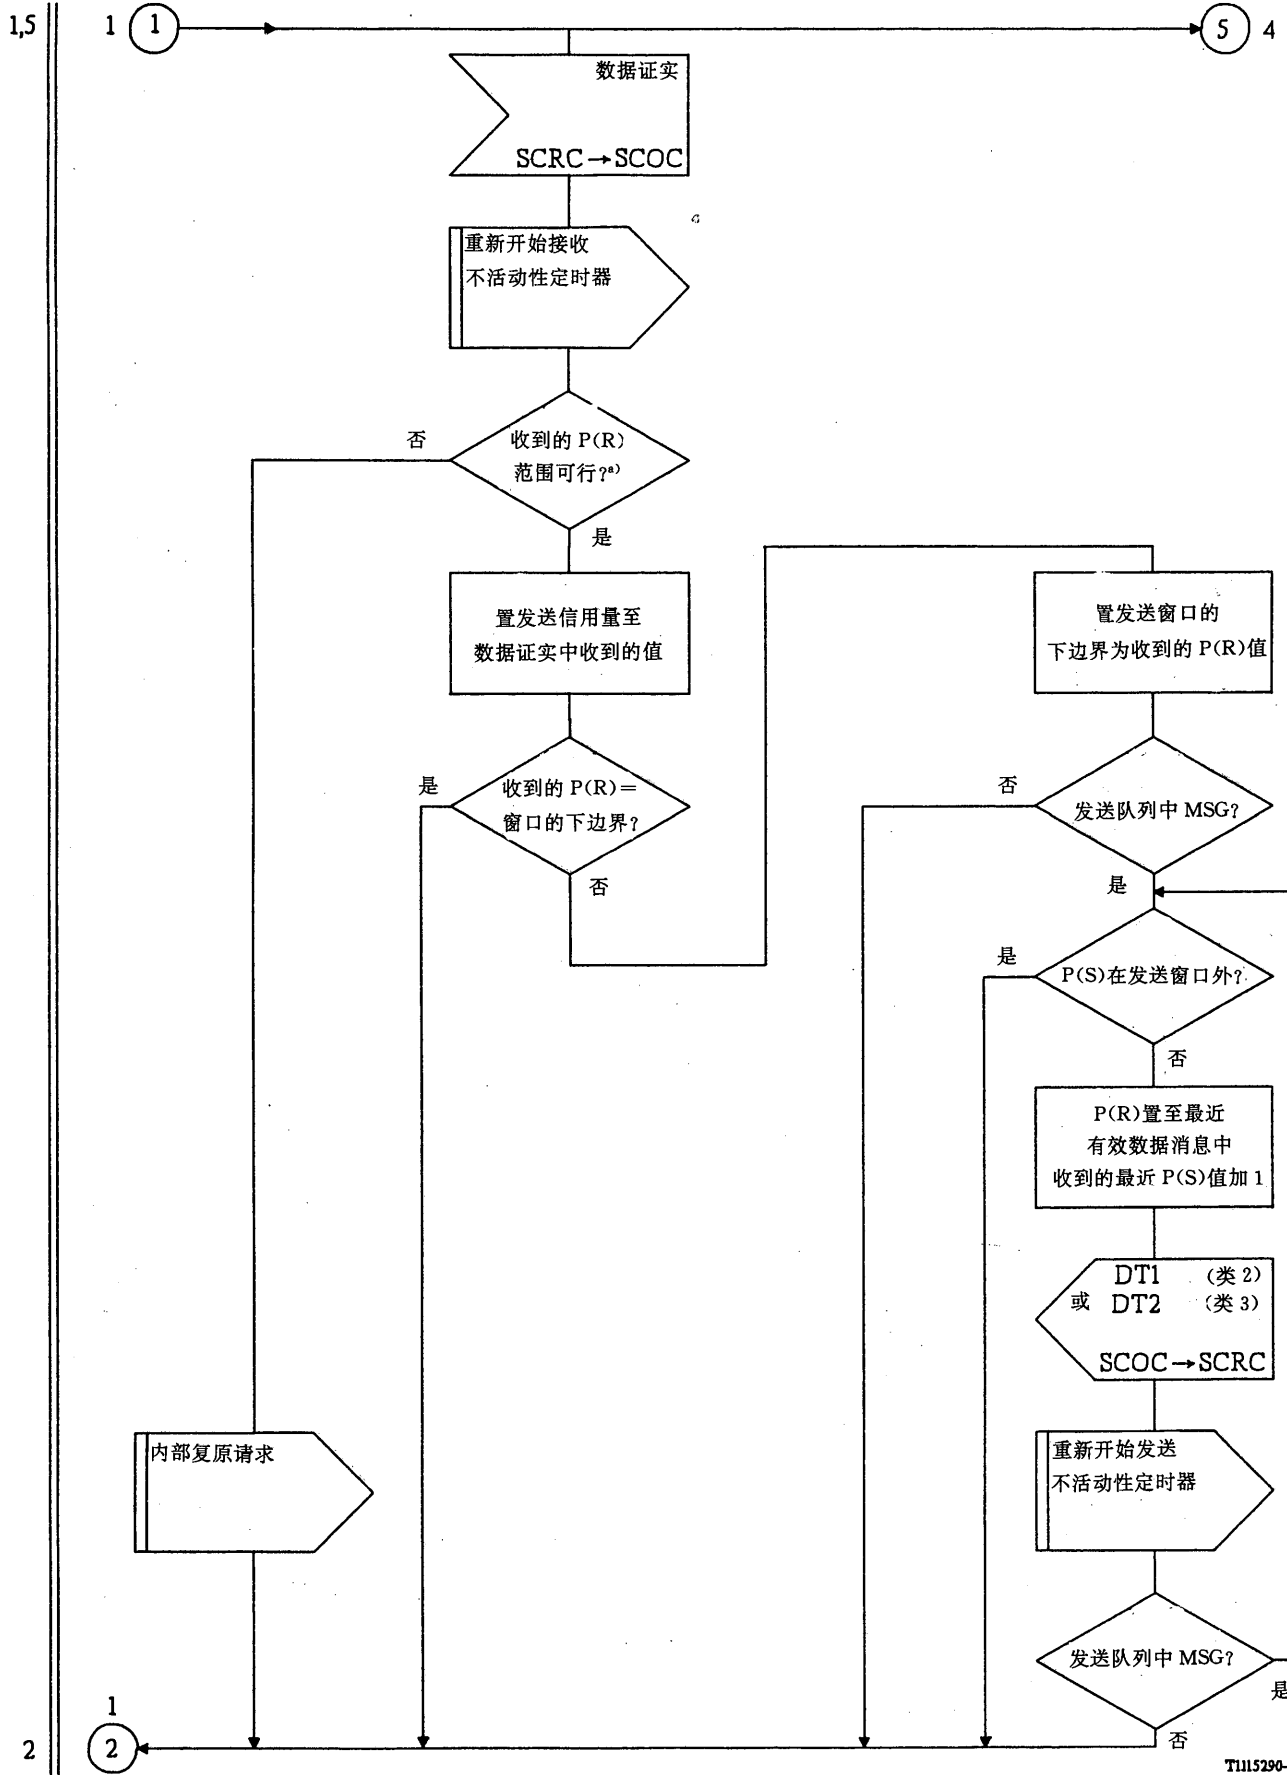 1,5
1
1
5
4
数据证实
SCRC→SCOC
重新开始接收
不活动性定时器
否
收到的 P(R)
范围可行?a)
是
置发送信用量至
数据证实中收到的值
置发送窗口的
下边界为收到的 P(R)值
是
收到的 P(R)=
窗口的下边界?
否
否
发送队列中 MSG?
是
是
P(S)在发送窗口外?
否
P(R)置至最近
有效数据消息中
收到的最近 P(S)值加 1
DT1 (类 2)
或 DT2 (类 3)
SCOC→SCRC
内部复原请求
重新开始发送
不活动性定时器
发送队列中 MSG?
是
否
1
2
2
T1115290-